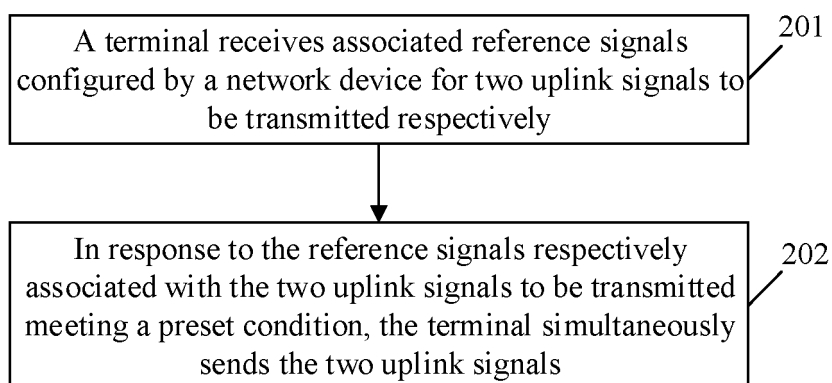 A terminal receives associated reference signals
configured by a network device for two uplink signals to
be transmitted respectively
201
In response to the reference signals respectively
associated with the two uplink signals to be transmitted
meeting a preset condition, the terminal simultaneously
sends the two uplink signals
202